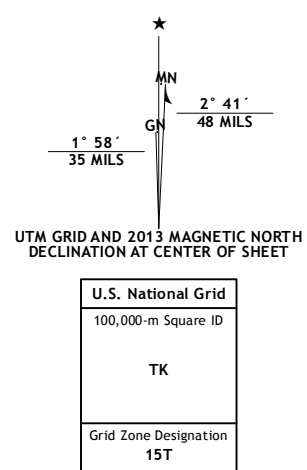 ★
MN
GN
2° 41´
48 MILS
1° 58´
35 MILS
UTM GRID AND 2013 MAGNETIC NORTH
DECLINATION AT CENTER OF SHEET
U.S. National Grid
100,000-m Square ID
TK
Grid Zone Designation
15T